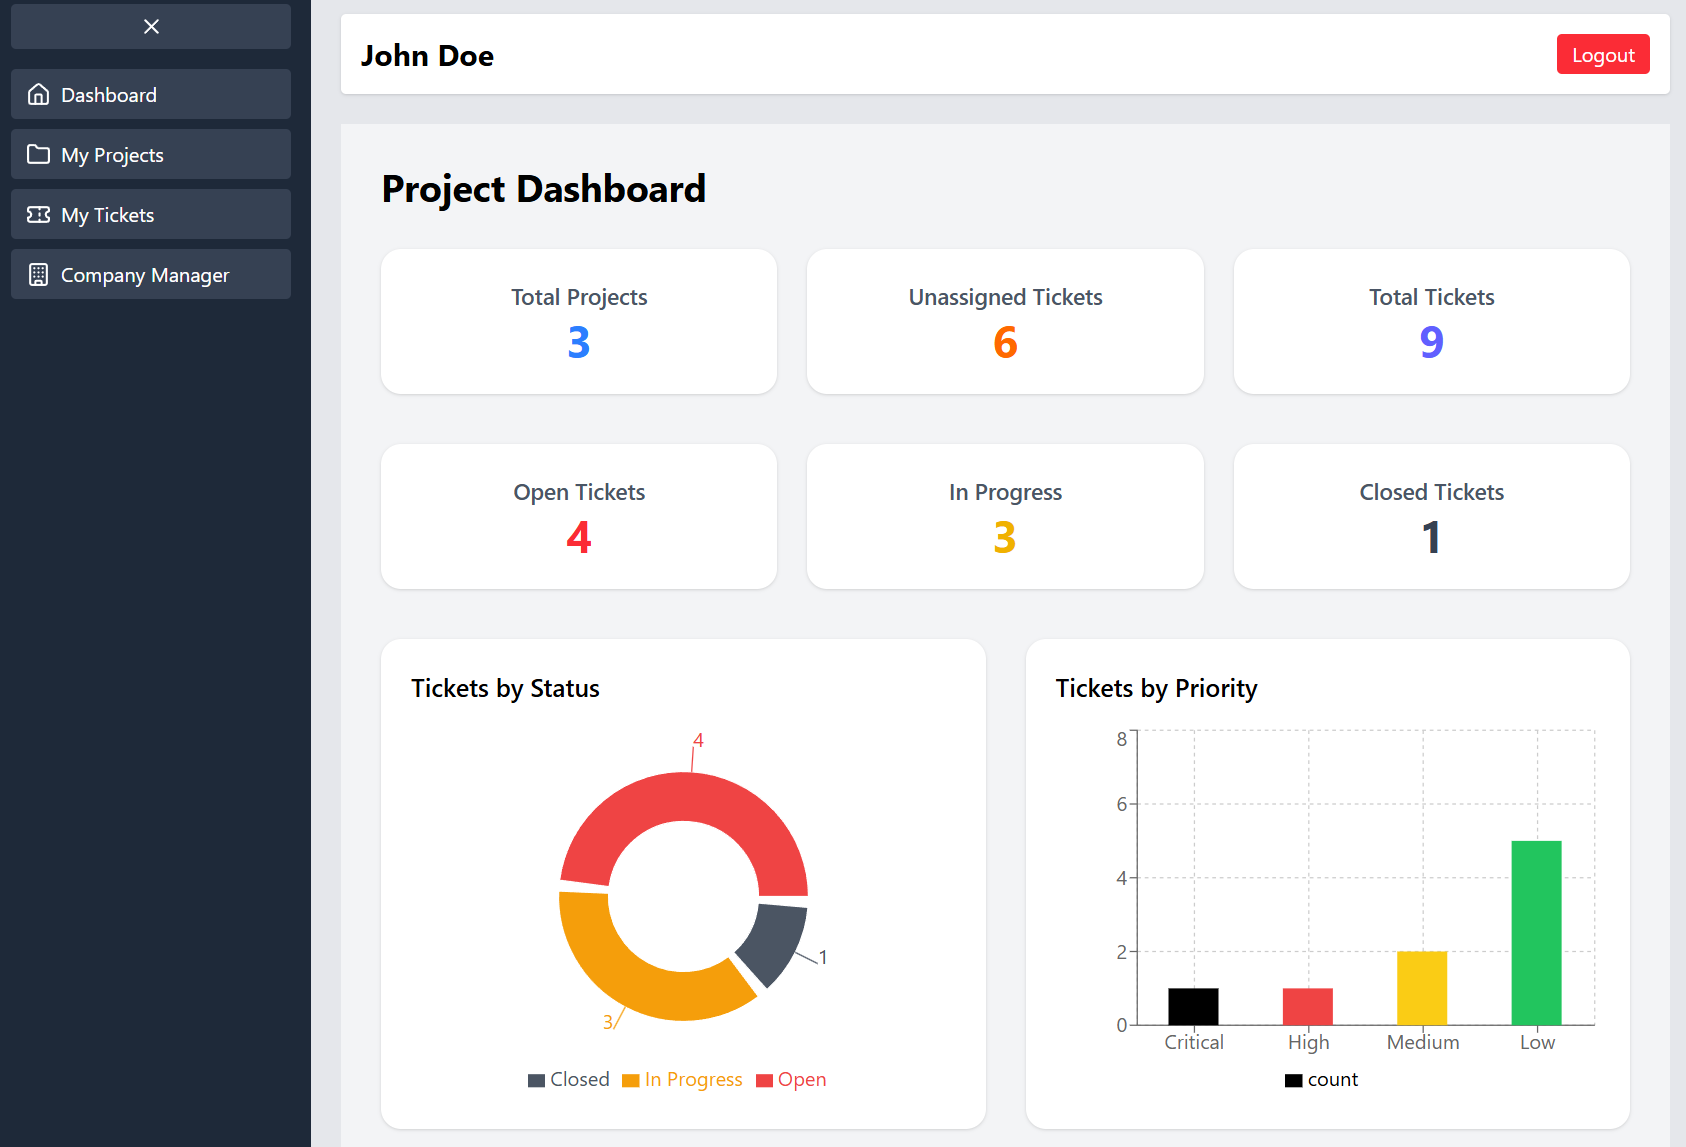 John Doe
Logout
Dashboard
My Projects
My Tickets
Company Manager
Project Dashboard
Total Projects
3
Unassigned Tickets
6
Total Tickets
9
Open Tickets
4
In Progress
3
Closed Tickets
1
Tickets by Status
4
1
3
Closed In Progress Open
Tickets by Priority
8
6
4
2
0
Critical High Medium Low
count